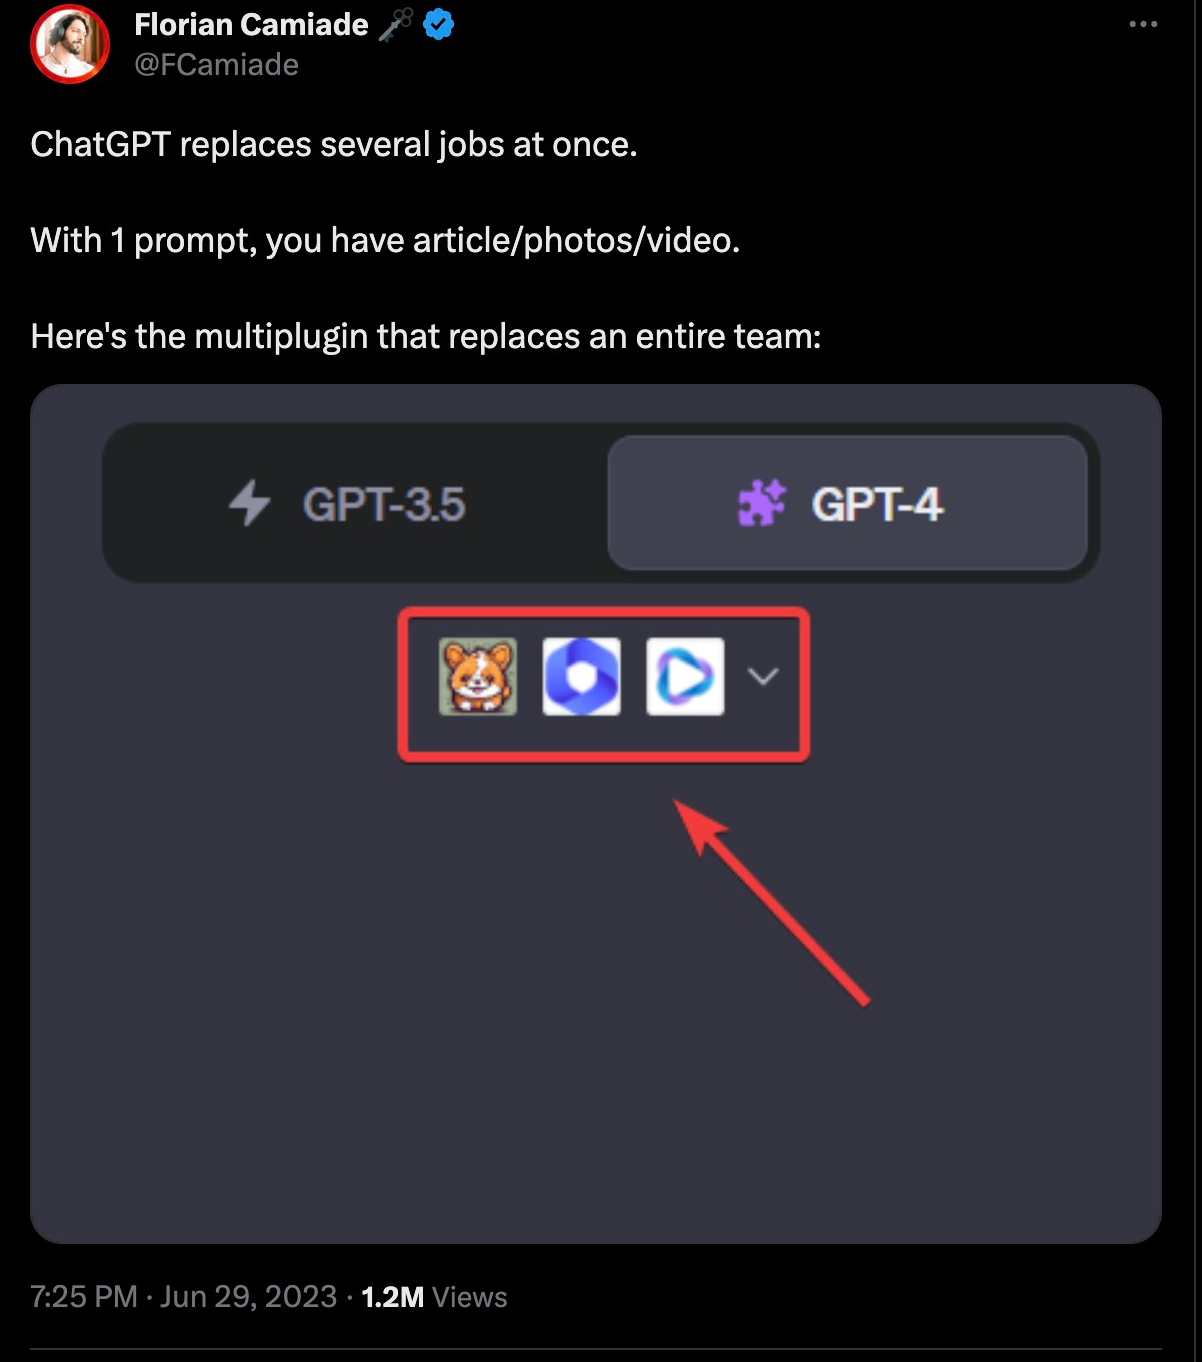 Florian Camiade 🗝️
@FCamiade
ChatGPT replaces several jobs at once.
With 1 prompt, you have article/photos/video.
Here's the multiplugin that replaces an entire team:
GPT-3.5
GPT-4
7:25 PM · Jun 29, 2023 · 1.2M Views